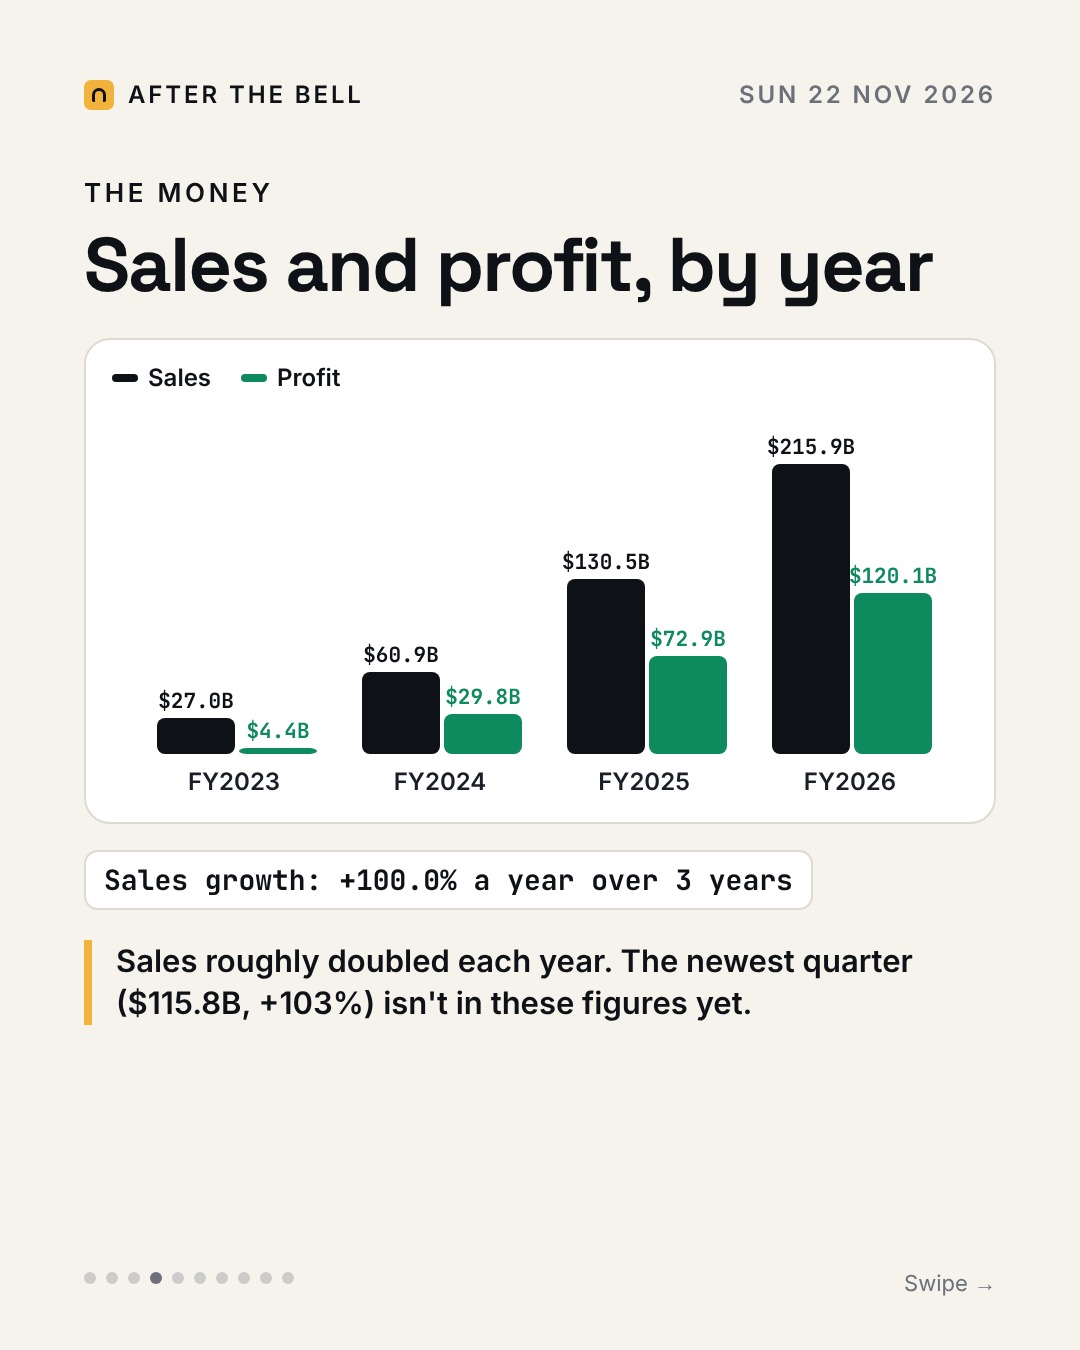 AFTER THE BELL
SUN 22 NOV 2026
THE MONEY
Sales and profit, by year
Sales
Profit
$27.0B
$4.4B
$60.9B
$29.8B
$130.5B
$72.9B
$215.9B
$120.1B
FY2023
FY2024
FY2025
FY2026
Sales growth: +100.0% a year over 3 years
Sales roughly doubled each year. The newest quarter
($115.8B, +103%) isn't in these figures yet.
Swipe →